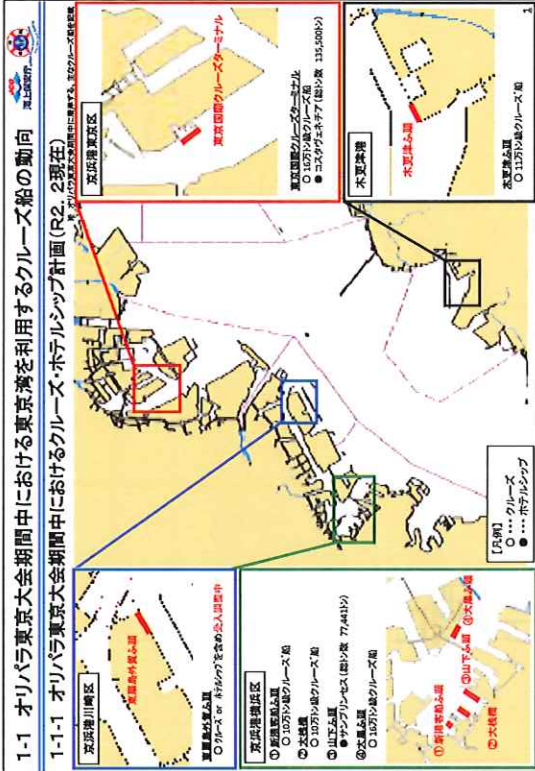 1-1 オリパラ東京大会期間中における東京湾を利用するクルーズ船の動向
海上保安庁
1-1-1 オリパラ東京大会期間中におけるクルーズ・ホテルシップ計画(R2.2現在)
京浜港川崎区
東扇島外貿ふ頭
東扇島外貿ふ頭
○クルーズ or ホテルシップを含め受入調整中
京浜港横浜区
①新港客船ふ頭
○10万トン級クルーズ船
②大桟橋
○10万トン級クルーズ船
③山下ふ頭
●サンプリンセス(総トン数 77,441トン)
④大黒ふ頭
○16万トン級クルーズ船
①新港客船ふ頭
②大桟橋
③山下ふ頭
④大黒ふ頭
【凡例】
○ … クルーズ
● … ホテルシップ
京浜港東京区
東京国際クルーズターミナル
東京国際クルーズターミナル
○16万トン級クルーズ船
●コスタヴェネチア(総トン数 135,500トン)
木更津港
木更津ふ頭
木更津ふ頭
○11万トン級クルーズ船
1